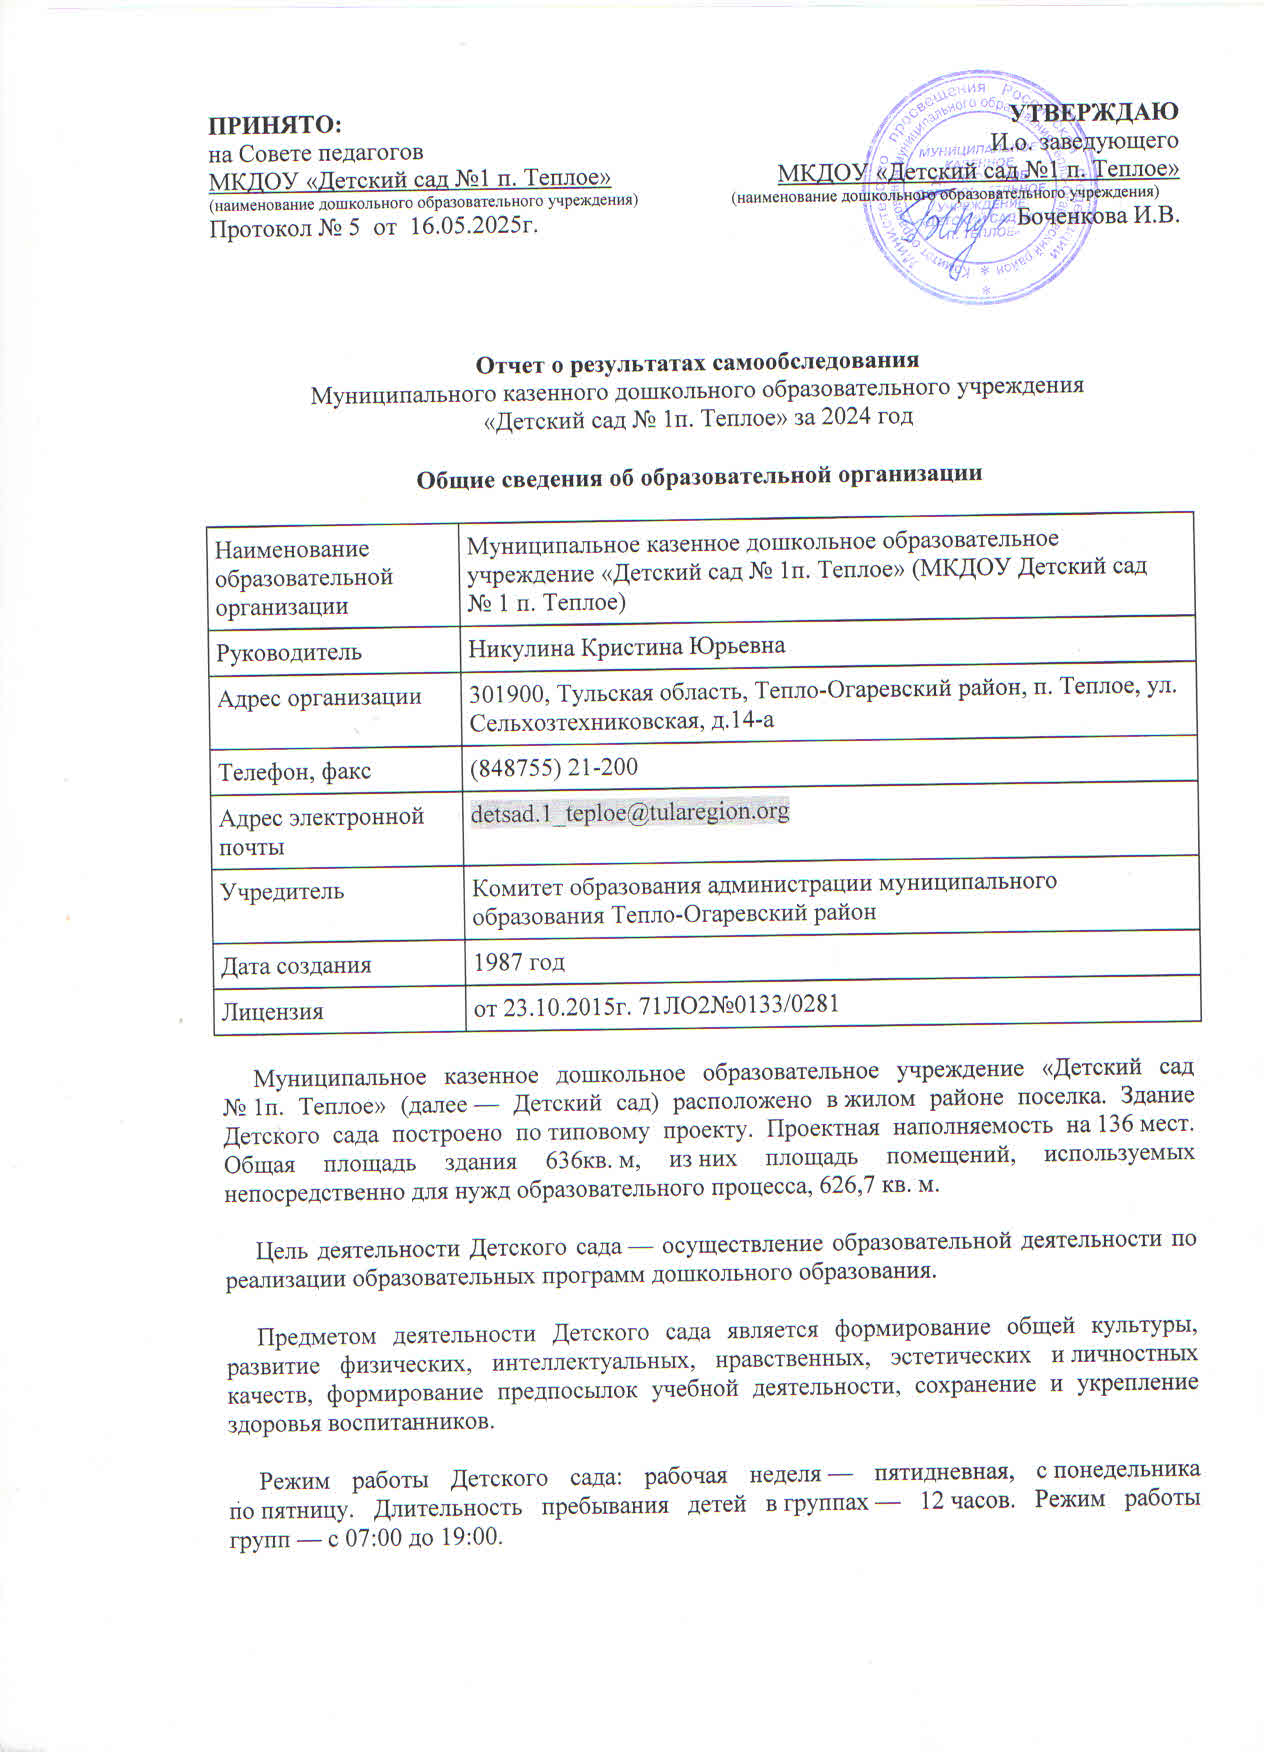 ПРИНЯТО:
на Совете педагогов
МКДОУ «Детский сад №1 п. Теплое»
(наименование дошкольного образовательного учреждения)
Протокол № 5 от 16.05.2025г.
УТВЕРЖДАЮ
И.о. заведующего
МКДОУ «Детский сад №1 п. Теплое»
(наименование дошкольного образовательного учреждения)
Боченкова И.В.
Отчет о результатах самообследования
Муниципального казенного дошкольного образовательного учреждения
«Детский сад № 1п. Теплое» за 2024 год
Общие сведения об образовательной организации
Наименование
образовательной
организации
Муниципальное казенное дошкольное образовательное
учреждение «Детский сад № 1п. Теплое» (МКДОУ Детский сад
№ 1 п. Теплое)
Руководитель
Никулина Кристина Юрьевна
Адрес организации
301900, Тульская область, Тепло-Огаревский район, п. Теплое, ул.
Сельхозтехниковская, д.14-а
Телефон, факс
(848755) 21-200
Адрес электронной
почты
detsad.1_teploe@tularegion.org
Учредитель
Комитет образования администрации муниципального
образования Тепло-Огаревский район
Дата создания
1987 год
Лицензия
от 23.10.2015г. 71ЛО2№0133/0281
Муниципальное казенное дошкольное образовательное учреждение «Детский сад
№ 1п. Теплое» (далее — Детский сад) расположено в жилом районе поселка. Здание
Детского сада построено по типовому проекту. Проектная наполняемость на 136 мест.
Общая площадь здания 636кв. м, из них площадь помещений, используемых
непосредственно для нужд образовательного процесса, 626,7 кв. м.
Цель деятельности Детского сада — осуществление образовательной деятельности по
реализации образовательных программ дошкольного образования.
Предметом деятельности Детского сада является формирование общей культуры,
развитие физических, интеллектуальных, нравственных, эстетических и личностных
качеств, формирование предпосылок учебной деятельности, сохранение и укрепление
здоровья воспитанников.
Режим работы Детского сада: рабочая неделя — пятидневная, с понедельника
по пятницу. Длительность пребывания детей в группах — 12 часов. Режим работы
групп — с 07:00 до 19:00.